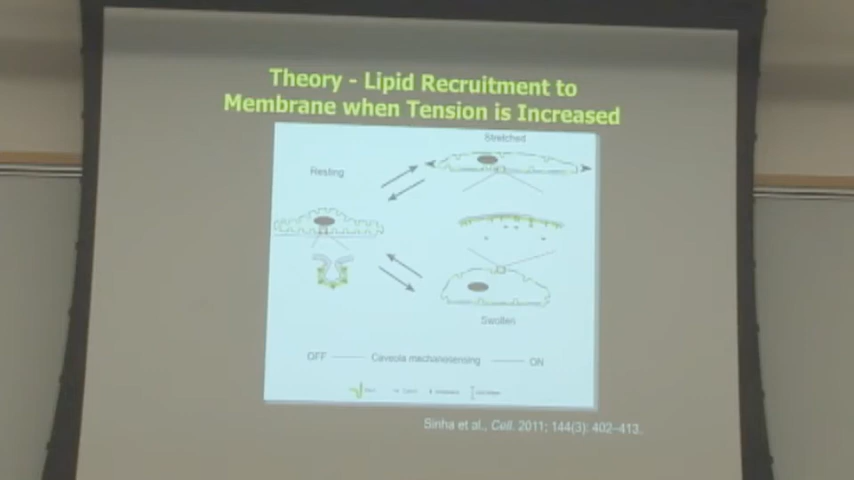 Theory - Lipid Recruitment to
Membrane when Tension is Increased
Stretched
Resting
Swollen
OFF
Caveola mechanosensing
ON
Sinha et al., Cell. 2011; 144(3): 402–413.